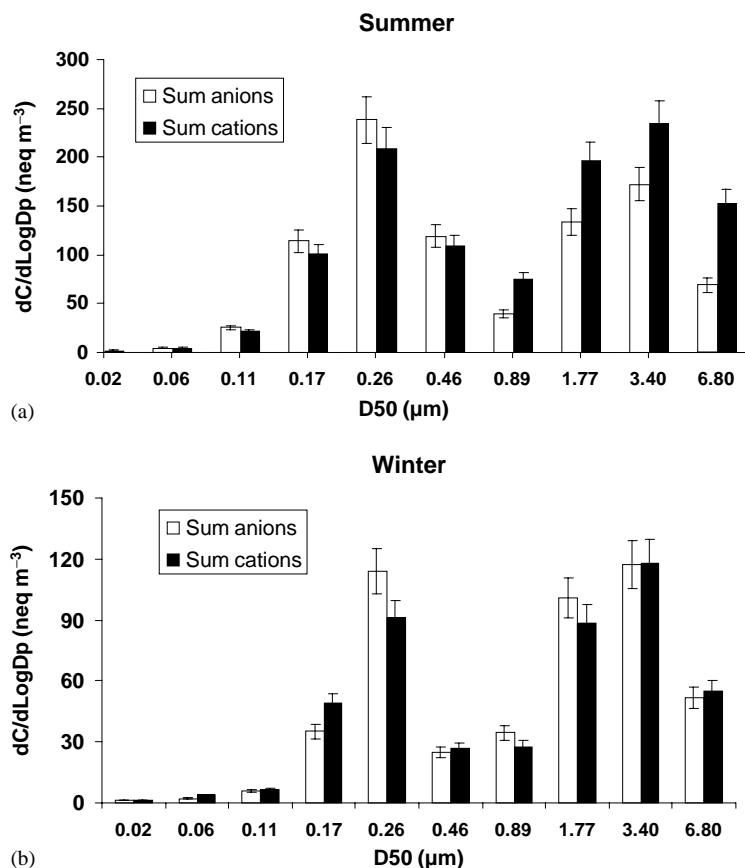 Summer
300
250
200
150
100
50
0
dC/dLogDp (neq m⁻³)
Sum anions
Sum cations
0.02 0.06 0.11 0.17 0.26 0.46 0.89 1.77 3.40 6.80
D50 (µm)
(a)
Winter
150
120
90
60
30
0
dC/dLogDp (neq m⁻³)
Sum anions
Sum cations
0.02 0.06 0.11 0.17 0.26 0.46 0.89 1.77 3.40 6.80
D50 (µm)
(b)